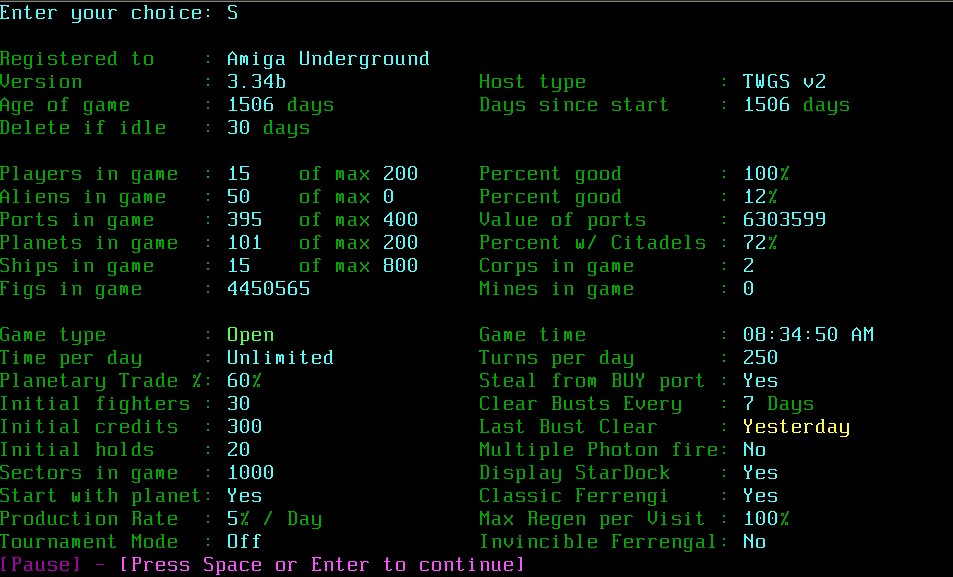 Enter your choice: S
Registered to    : Amiga Underground
Version          : 3.34b                Host type            : TWGS v2
Age of game      : 1506 days            Days since start     : 1506 days
Delete if idle   : 30 days
Players in game  : 15    of max 200     Percent good         : 100%
Aliens in game   : 50    of max 0       Percent good         : 12%
Ports in game    : 395   of max 400     Value of ports       : 6303599
Planets in game  : 101   of max 200     Percent w/ Citadels  : 72%
Ships in game    : 15    of max 800     Corps in game        : 2
Figs in game     : 4450565              Mines in game        : 0
Game type        : Open                 Game time            : 08:34:50 AM
Time per day     : Unlimited            Turns per day        : 250
Planetary Trade %: 60%                  Steal from BUY port  : Yes
Initial fighters : 30                   Clear Busts Every    : 7 Days
Initial credits  : 300                  Last Bust Clear      : Yesterday
Initial holds    : 20                   Multiple Photon fire: No
Sectors in game  : 1000                 Display StarDock     : Yes
Start with planet: Yes                  Classic Ferrengi     : Yes
Production Rate  : 5% / Day             Max Regen per Visit  : 100%
Tournament Mode  : Off                  Invincible Ferrengal: No
[Pause] - [Press Space or Enter to continue]